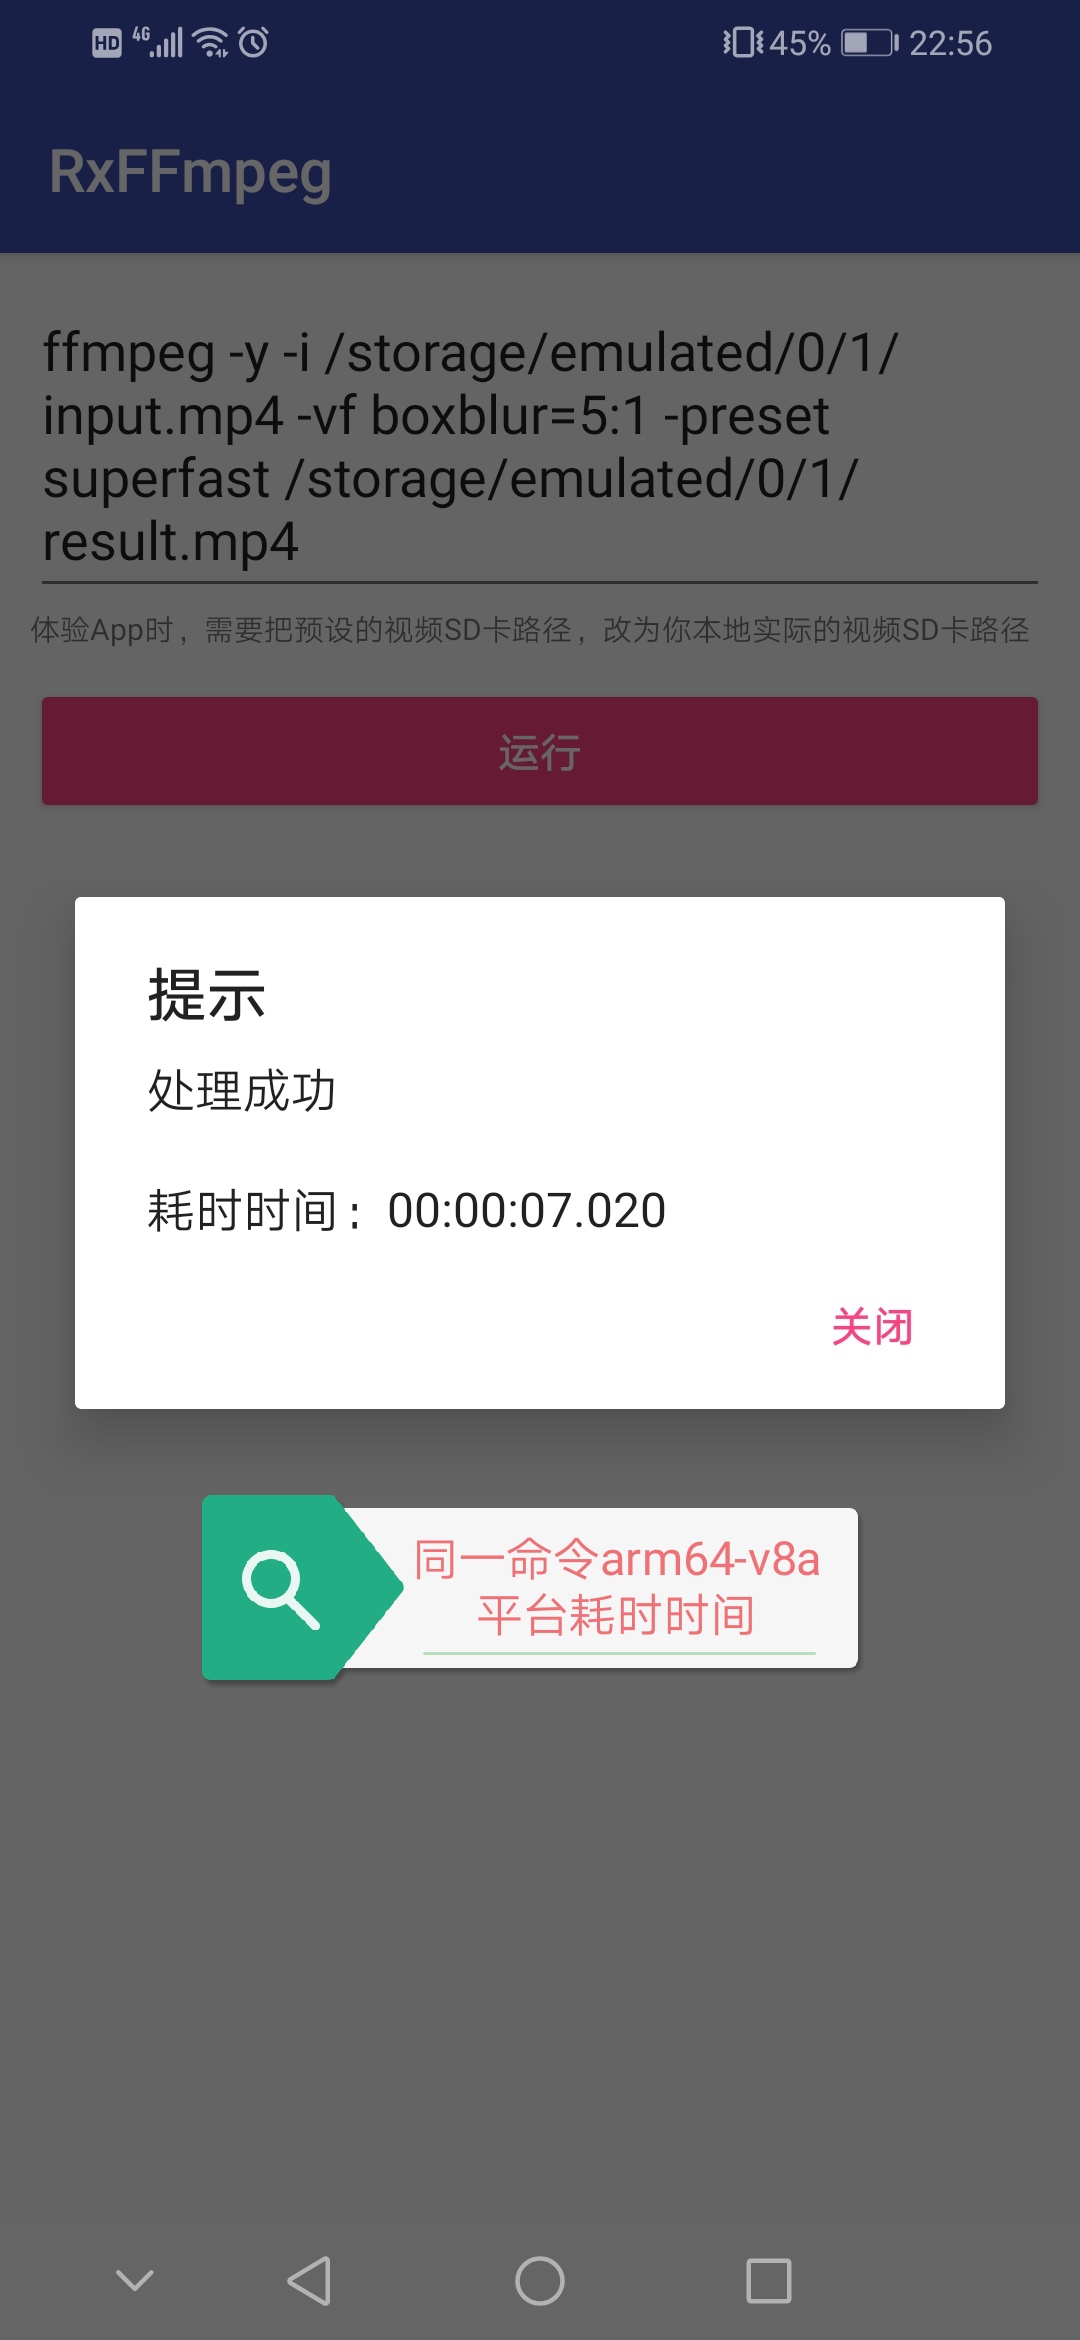 HD 4G 45% 22:56
RxFFmpeg
ffmpeg -y -i /storage/emulated/0/1/
input.mp4 -vf boxblur=5:1 -preset
superfast /storage/emulated/0/1/
result.mp4
体验App时，需要把预设的视频SD卡路径，改为你本地实际的视频SD卡路径
运行
提示
处理成功
耗时时间：00:00:07.020
关闭
同一命令arm64-v8a
平台耗时时间